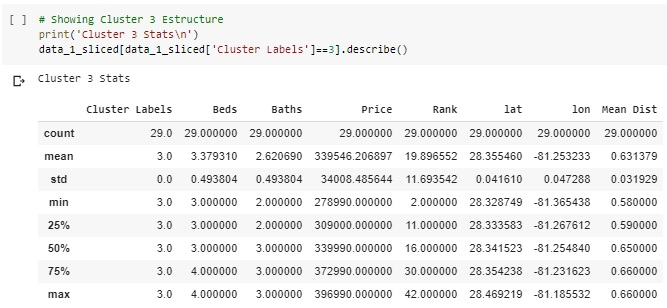 [ ] # Showing Cluster 3 Estructure
print('Cluster 3 Stats\n')
data_1_sliced[data_1_sliced['Cluster Labels']==3].describe()
Cluster 3 Stats
Cluster Labels Beds Baths Price Rank lat lon Mean Dist
count 29.0 29.000000 29.000000 29.000000 29.000000 29.000000 29.000000 29.000000
mean 3.0 3.379310 2.620690 339546.206897 19.896552 28.355460 -81.253233 0.631379
std 0.0 0.493804 0.493804 34008.485644 11.693542 0.041610 0.047288 0.031929
min 3.0 3.000000 2.000000 278990.000000 2.000000 28.328749 -81.365438 0.580000
25% 3.0 3.000000 2.000000 309000.000000 11.000000 28.333583 -81.267612 0.590000
50% 3.0 3.000000 3.000000 339990.000000 16.000000 28.341523 -81.254840 0.650000
75% 3.0 4.000000 3.000000 372990.000000 30.000000 28.354238 -81.231623 0.660000
max 3.0 4.000000 3.000000 396990.000000 42.000000 28.469219 -81.185532 0.660000